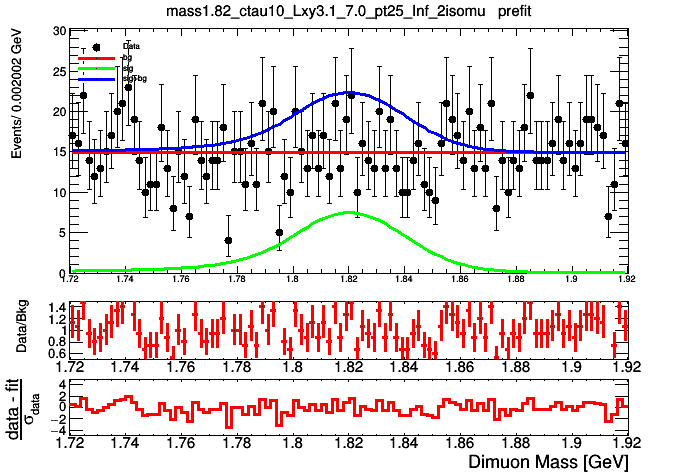 mass1.82_ctau10_Lxy3.1_7.0_pt25_Inf_2isomu prefit
Events/ 0.002002 GeV
30
25
20
15
10
5
0
Data
bg
sig
sig+bg
1.72 1.74 1.76 1.78 1.8 1.82 1.84 1.86 1.88 1.9 1.92
Data/Bkg
1.4
1.2
1.0
0.8
0.6
1.72 1.74 1.76 1.78 1.8 1.82 1.84 1.86 1.88 1.9 1.92
data - fit
σdata
4
2
0
−2
−4
1.72 1.74 1.76 1.78 1.8 1.82 1.84 1.86 1.88 1.9 1.92
Dimuon Mass [GeV]